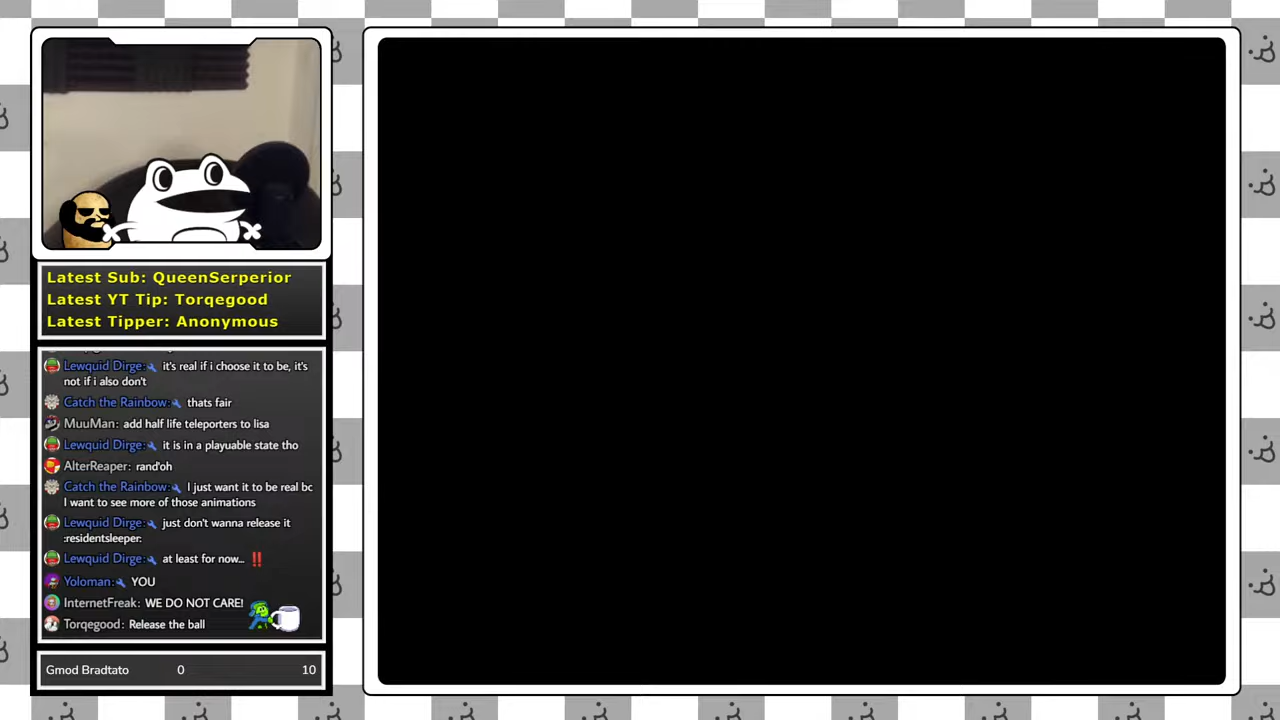 Latest Sub: QueenSerperior
Latest YT Tip: Torqegood
Latest Tipper: Anonymous
Lewquid Dirge: it's real if i choose it to be, it's
not if i also don't
Catch the Rainbow: thats fair
MuuMan: add half life teleporters to lisa
Lewquid Dirge: it is in a playuable state tho
AlterReaper: rand'oh
Catch the Rainbow: I just want it to be real bc
I want to see more of those animations
Lewquid Dirge: just don't wanna release it
:residentsleeper:
Lewquid Dirge: at least for now... ‼️
Yoloman: YOU
InternetFreak: WE DO NOT CARE!
Torqegood: Release the ball
Gmod Bradtato 0 10